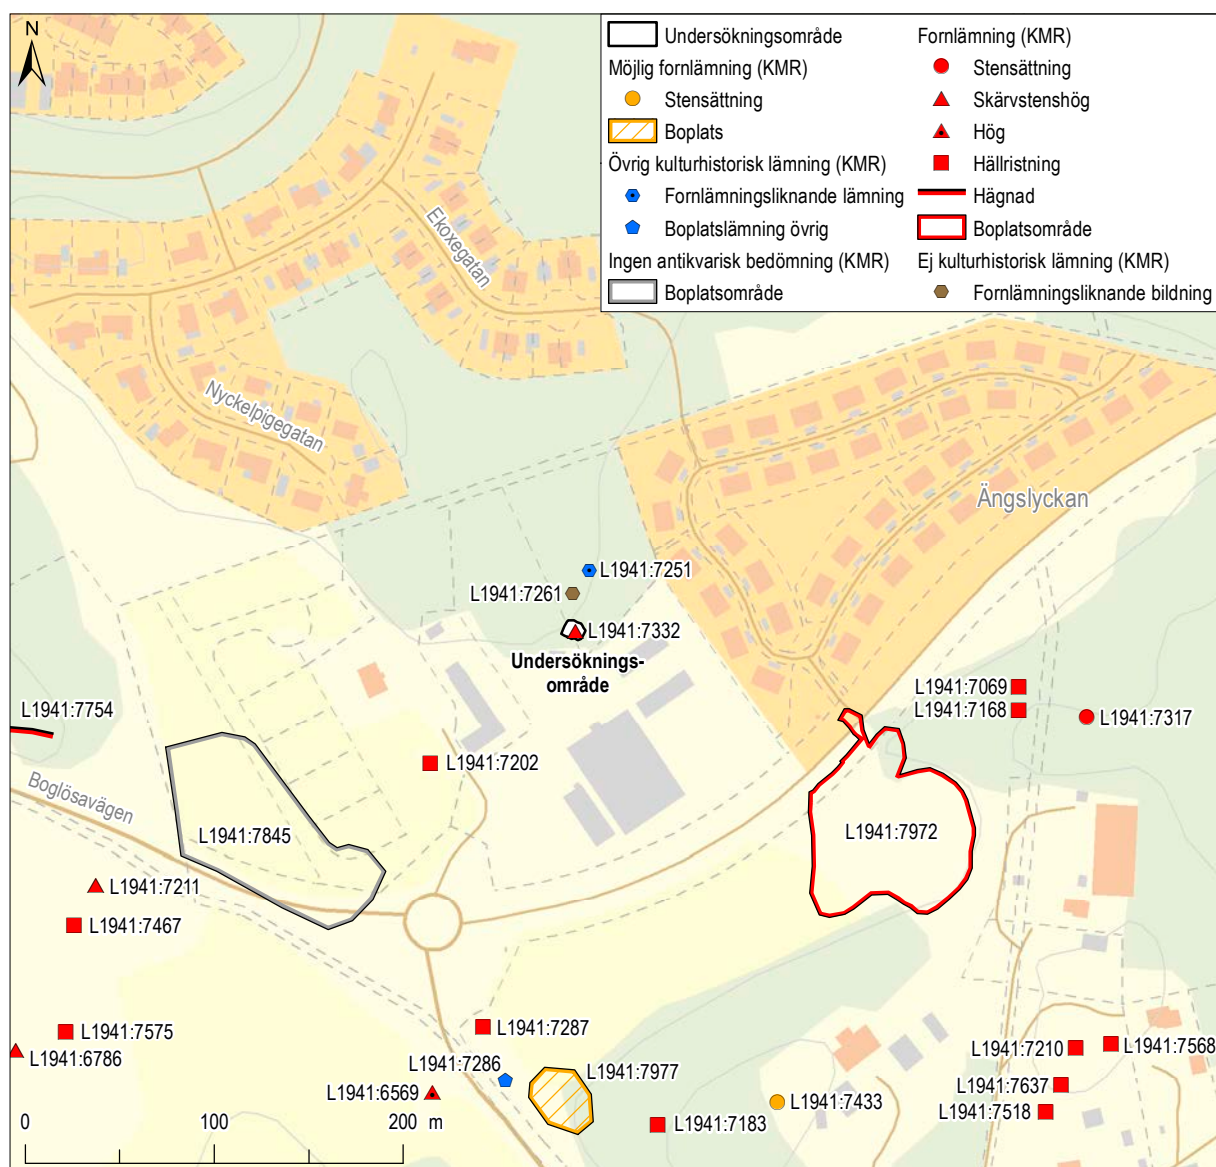 N
Undersökningsområde
Möjlig fornlämning (KMR)
Stensättning
Boplats
Övrig kulturhistorisk lämning (KMR)
Fornlämningsliknande lämning
Boplatslämning övrig
Ingen antikvarisk bedömning (KMR)
Boplatsområde
Fornlämning (KMR)
Stensättning
Skärvstenshög
Hög
Hällristning
Hägnad
Boplatsområde
Ej kulturhistorisk lämning (KMR)
Fornlämningsliknande bildning
Ekoxegatan
Nyckelpigegatan
Ängslyckan
L1941:7251
L1941:7261
L1941:7332
Undersöknings-
område
L1941:7069
L1941:7168
L1941:7317
L1941:7754
L1941:7202
Boglösavägen
L1941:7845
L1941:7972
L1941:7211
L1941:7467
L1941:7287
L1941:7575
L1941:6786
L1941:7286
L1941:7977
L1941:6569
L1941:7183
L1941:7433
L1941:7210
L1941:7568
L1941:7637
L1941:7518
0 100 200 m